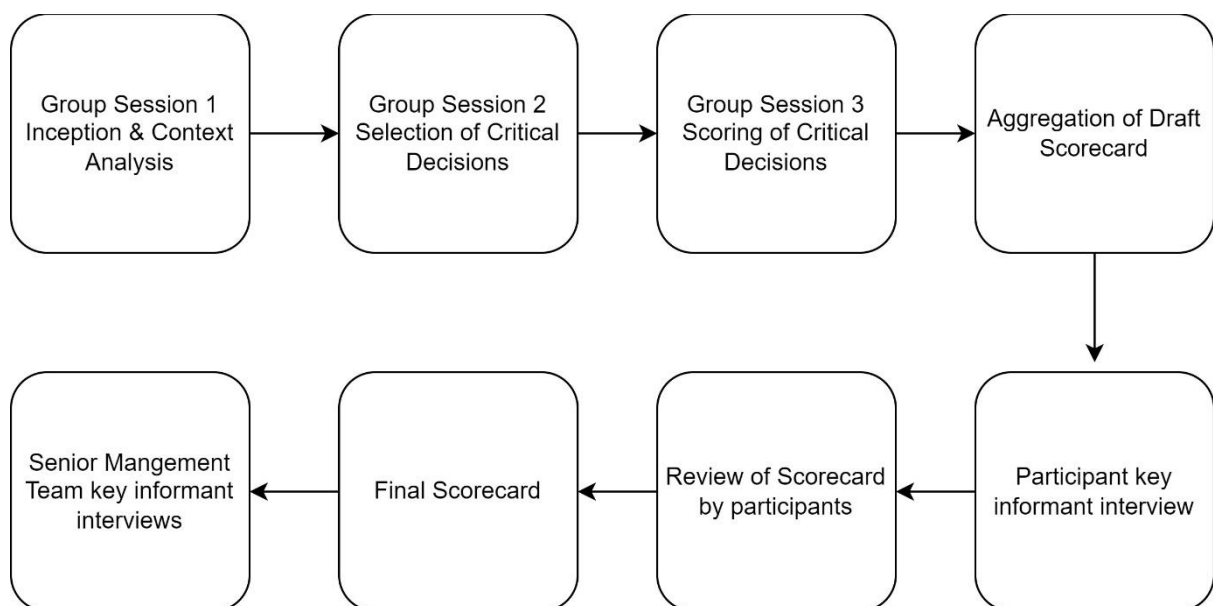 Group Session 1
Inception & Context
Analysis
Group Session 2
Selection of Critical
Decisions
Group Session 3
Scoring of Critical
Decisions
Aggregation of Draft
Scorecard
Senior Mangement
Team key informant
interviews
Final Scorecard
Review of Scorecard
by participants
Participant key
informant interview